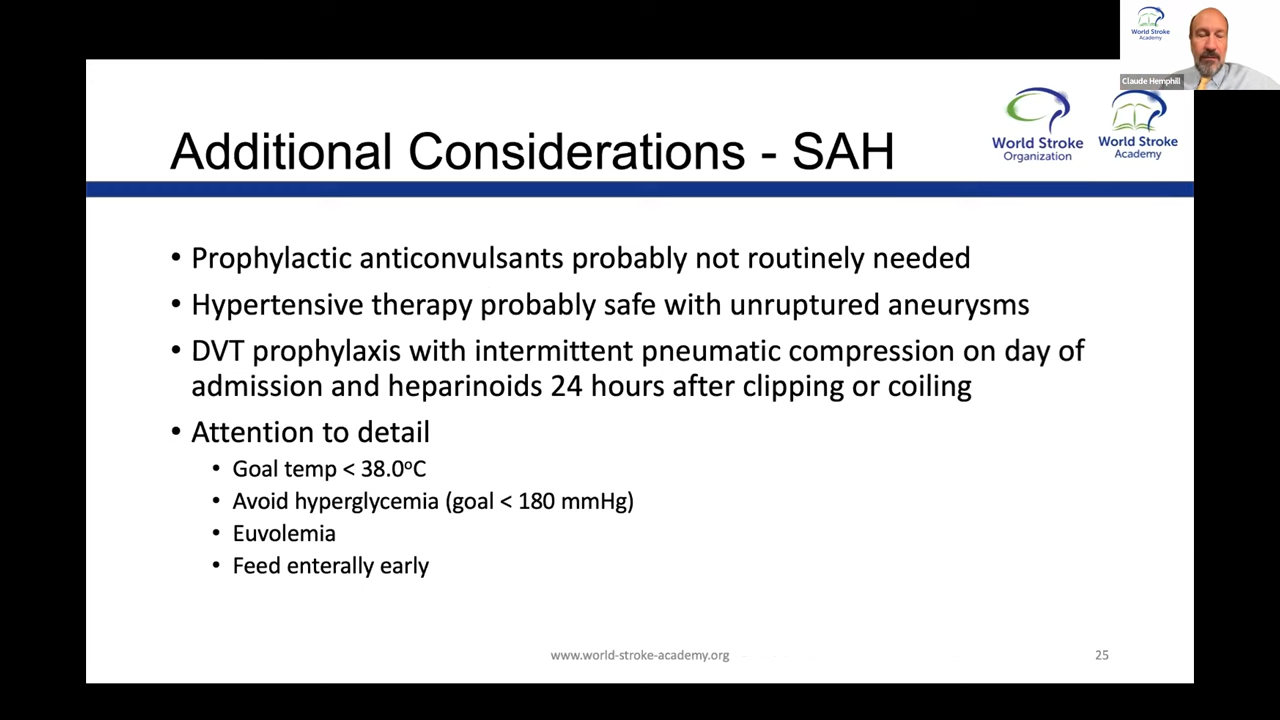 World Stroke
Academy
Claude Hemphill
World Stroke
Organization
World Stroke
Academy
Additional Considerations - SAH
• Prophylactic anticonvulsants probably not routinely needed
• Hypertensive therapy probably safe with unruptured aneurysms
• DVT prophylaxis with intermittent pneumatic compression on day of
admission and heparinoids 24 hours after clipping or coiling
• Attention to detail
• Goal temp < 38.0ºC
• Avoid hyperglycemia (goal < 180 mmHg)
• Euvolemia
• Feed enterally early
www.world-stroke-academy.org
25